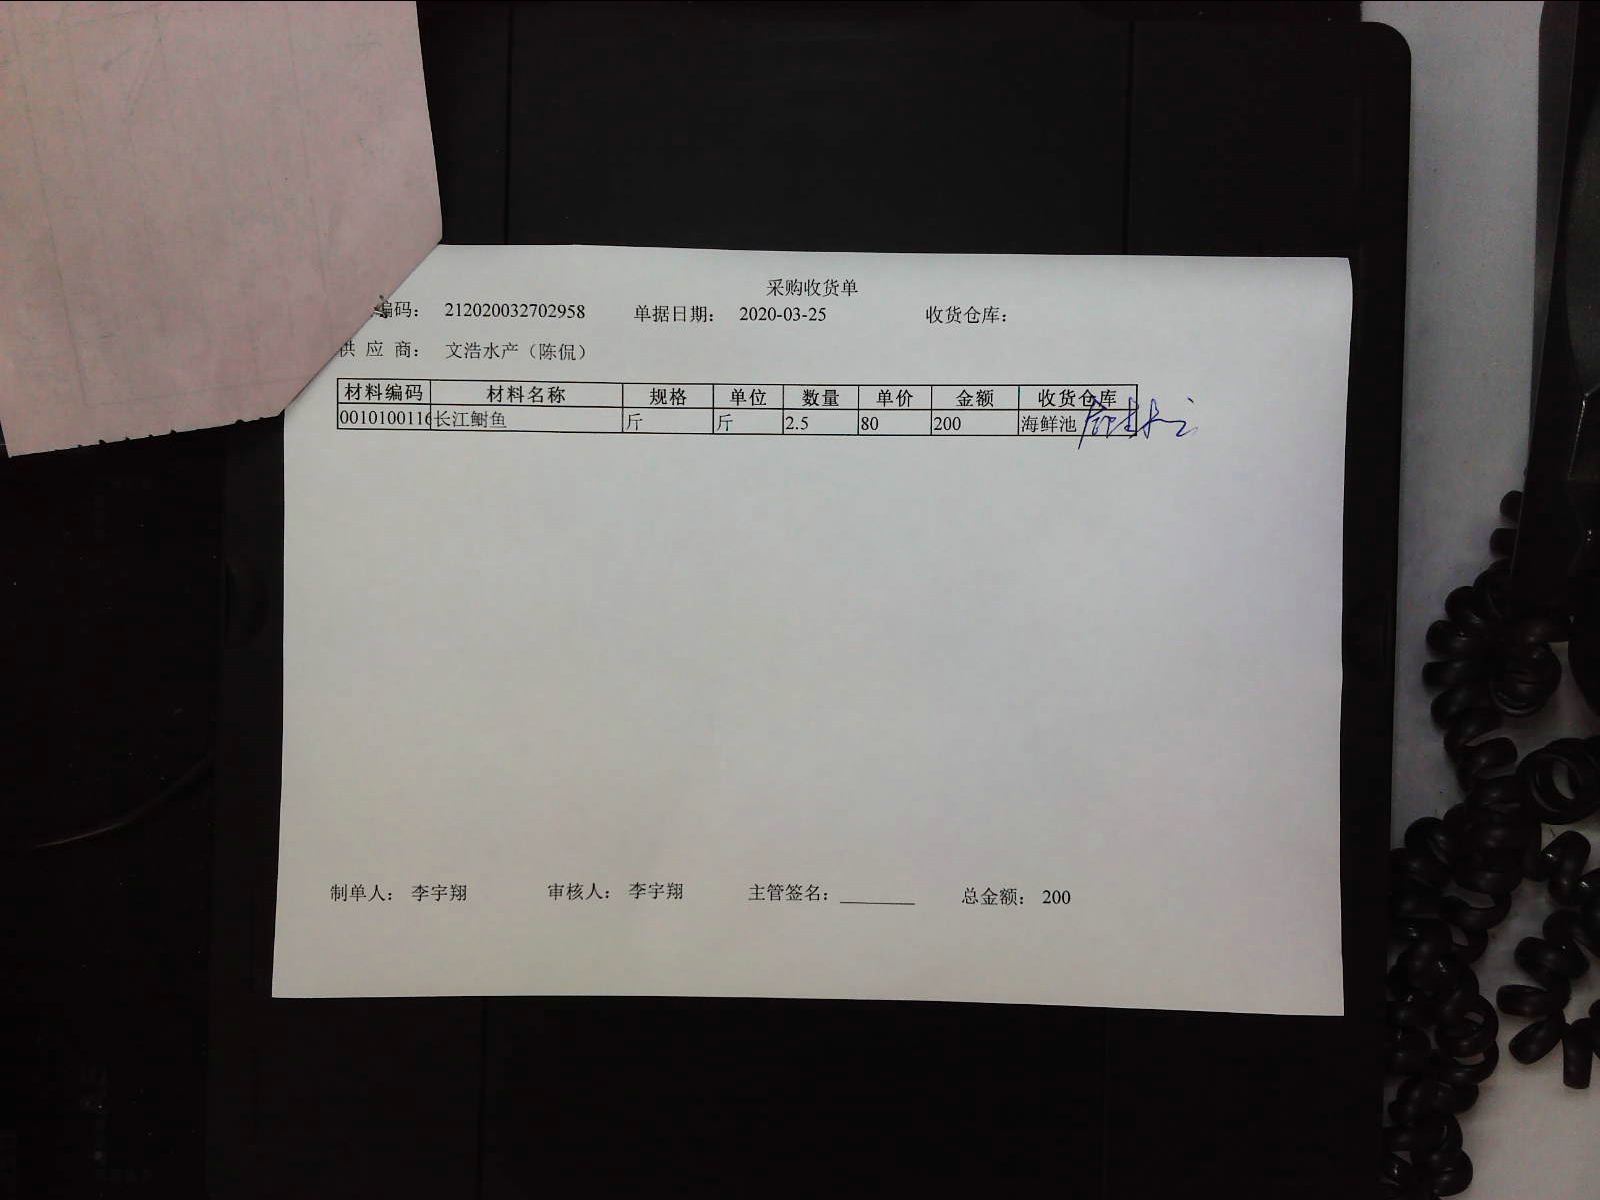 采购收货单
编码： 212020032702958 单据日期： 2020-03-25 收货仓库：
供 应 商： 文浩水产（陈侃）
材料编码 材料名称 规格 单位 数量 单价 金额 收货仓库
0010100116 长江鲥鱼 斤 斤 2.5 80 200 海鲜池
制单人： 李宇翔 审核人： 李宇翔 主管签名：________ 总金额： 200